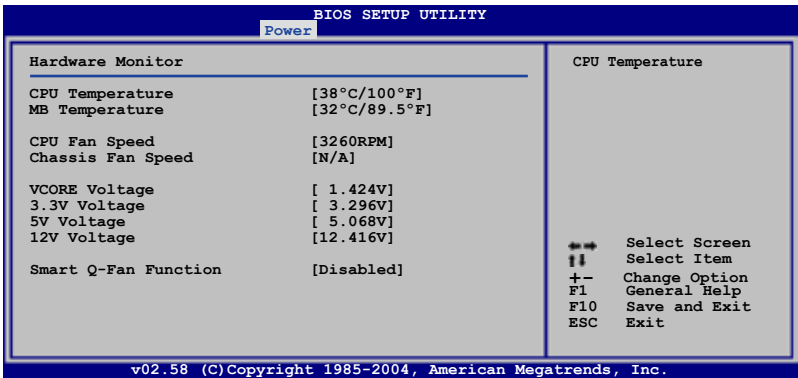 BIOS SETUP UTILITY
Power
Hardware Monitor
CPU Temperature [38°C/100°F]
MB Temperature [32°C/89.5°F]
CPU Fan Speed [3260RPM]
Chassis Fan Speed [N/A]
VCORE Voltage [ 1.424V]
3.3V Voltage [ 3.296V]
5V Voltage [ 5.068V]
12V Voltage [12.416V]
Smart Q-Fan Function [Disabled]
CPU Temperature
←→ Select Screen
↑↓ Select Item
+- Change Option
F1 General Help
F10 Save and Exit
ESC Exit
v02.58 (C)Copyright 1985-2004, American Megatrends, Inc.